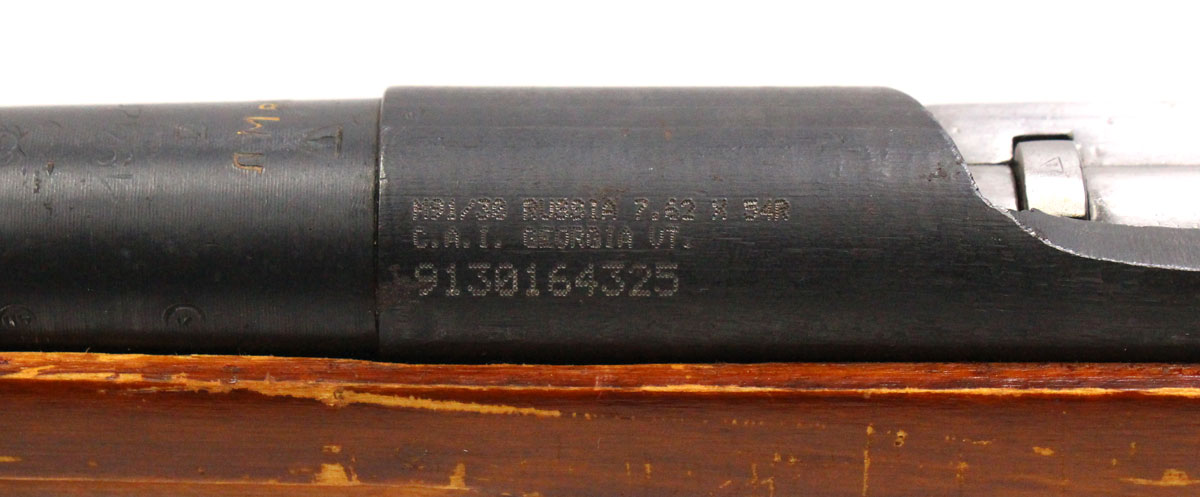 M91/30 RUSSIA 7.62 X 54R
C.A.I. GEORGIA VT.
9130164325